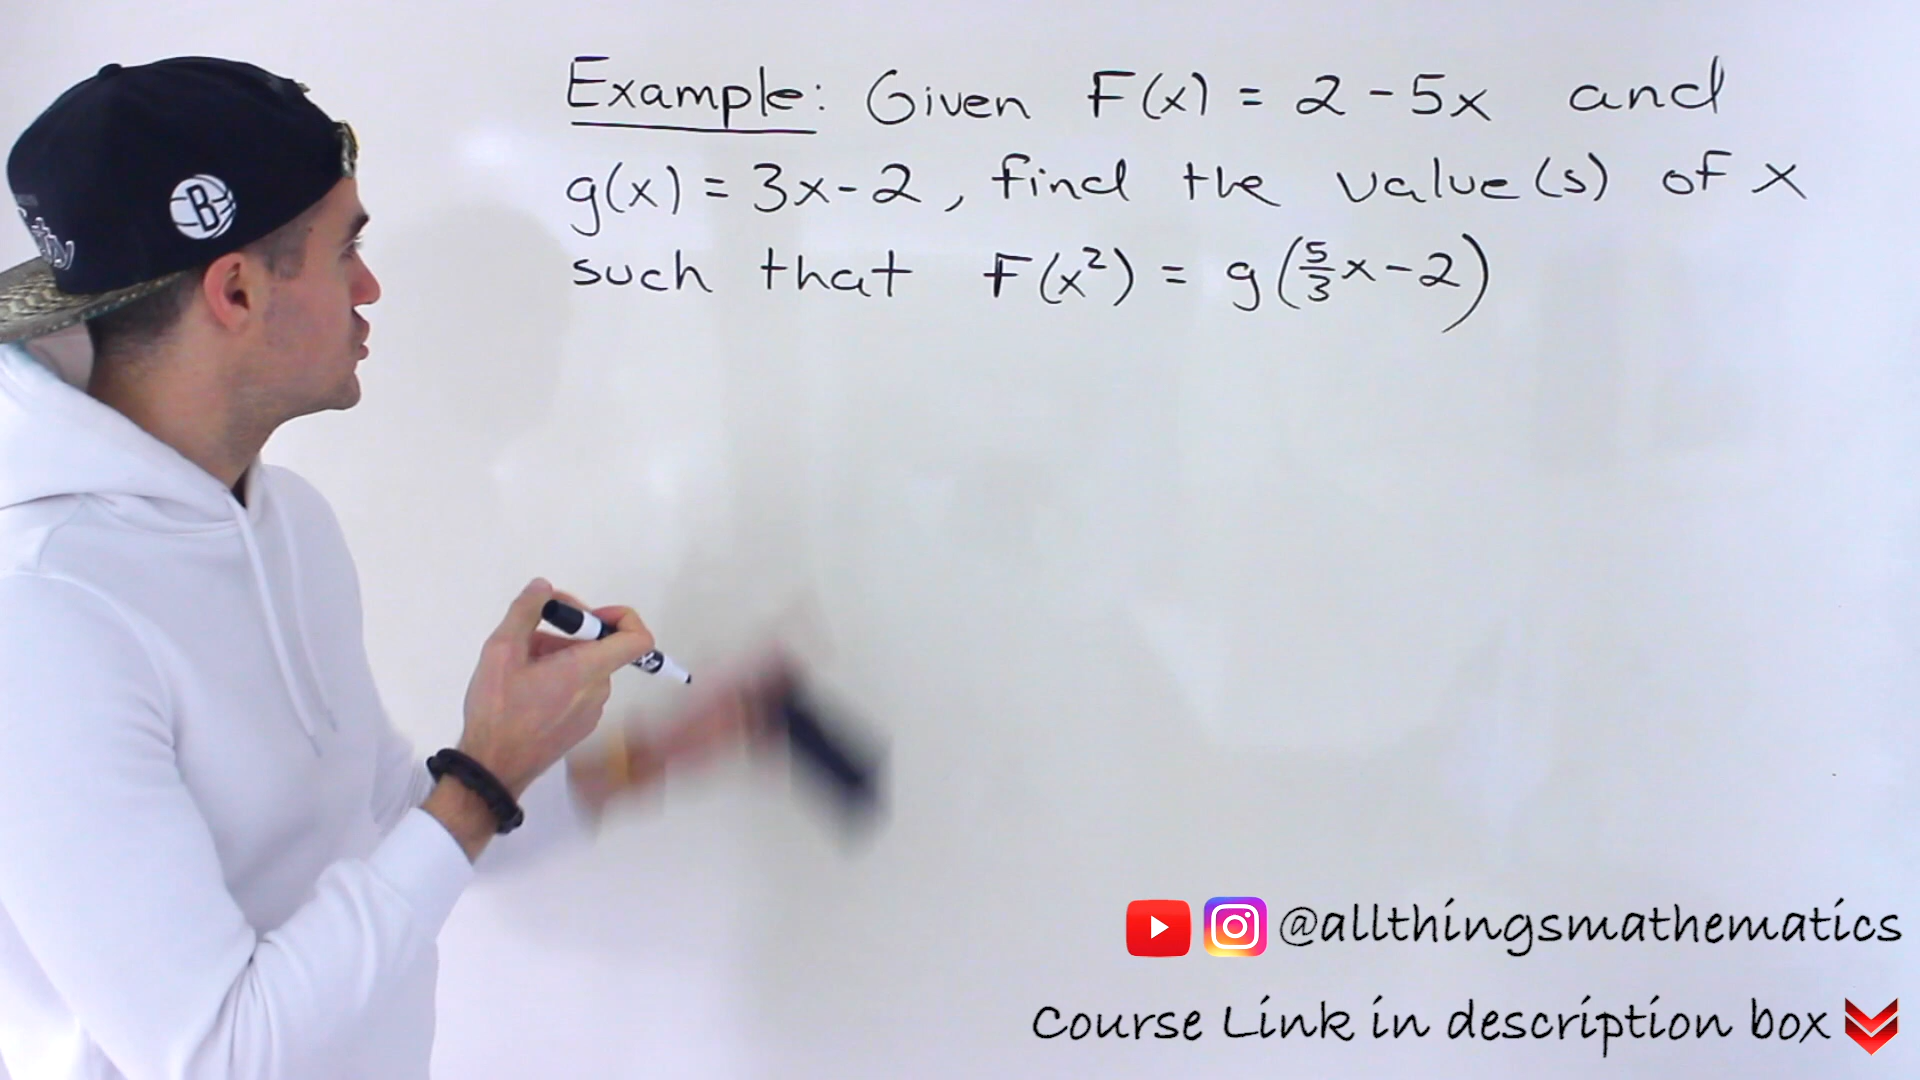 Example: Given F(x) = 2 - 5x and
g(x) = 3x - 2, find the value(s) of x
such that F(x²) = g(5/3x - 2)
B
@allthingsmathematics
Course Link in description box